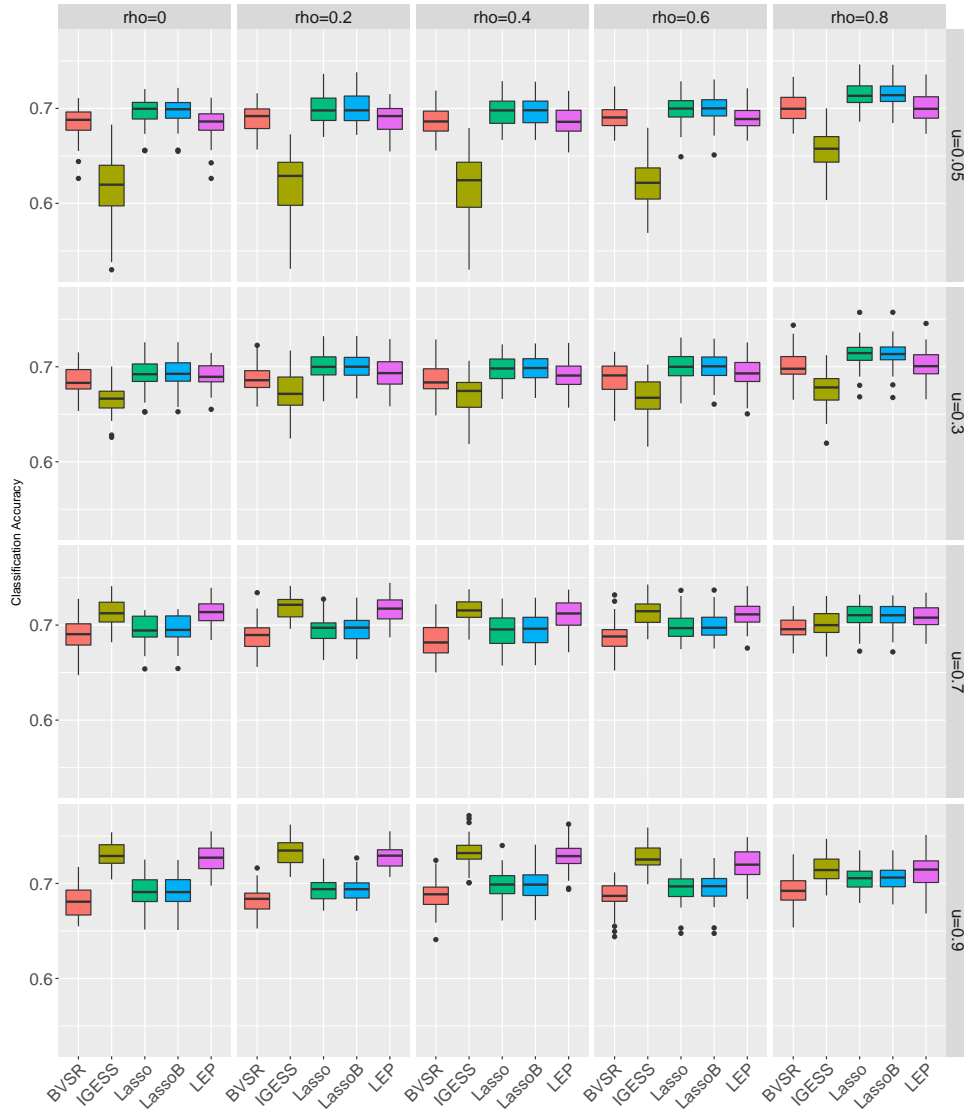 rho=0 rho=0.2 rho=0.4 rho=0.6 rho=0.8
0.7
0.6
u=0.05
0.7
0.6
u=0.3
Classification Accuracy
0.7
0.6
u=0.7
0.7
0.6
u=0.9
BVSR IGESS Lasso LassoB LEP BVSR IGESS Lasso LassoB LEP BVSR IGESS Lasso LassoB LEP BVSR IGESS Lasso LassoB LEP BVSR IGESS Lasso LassoB LEP